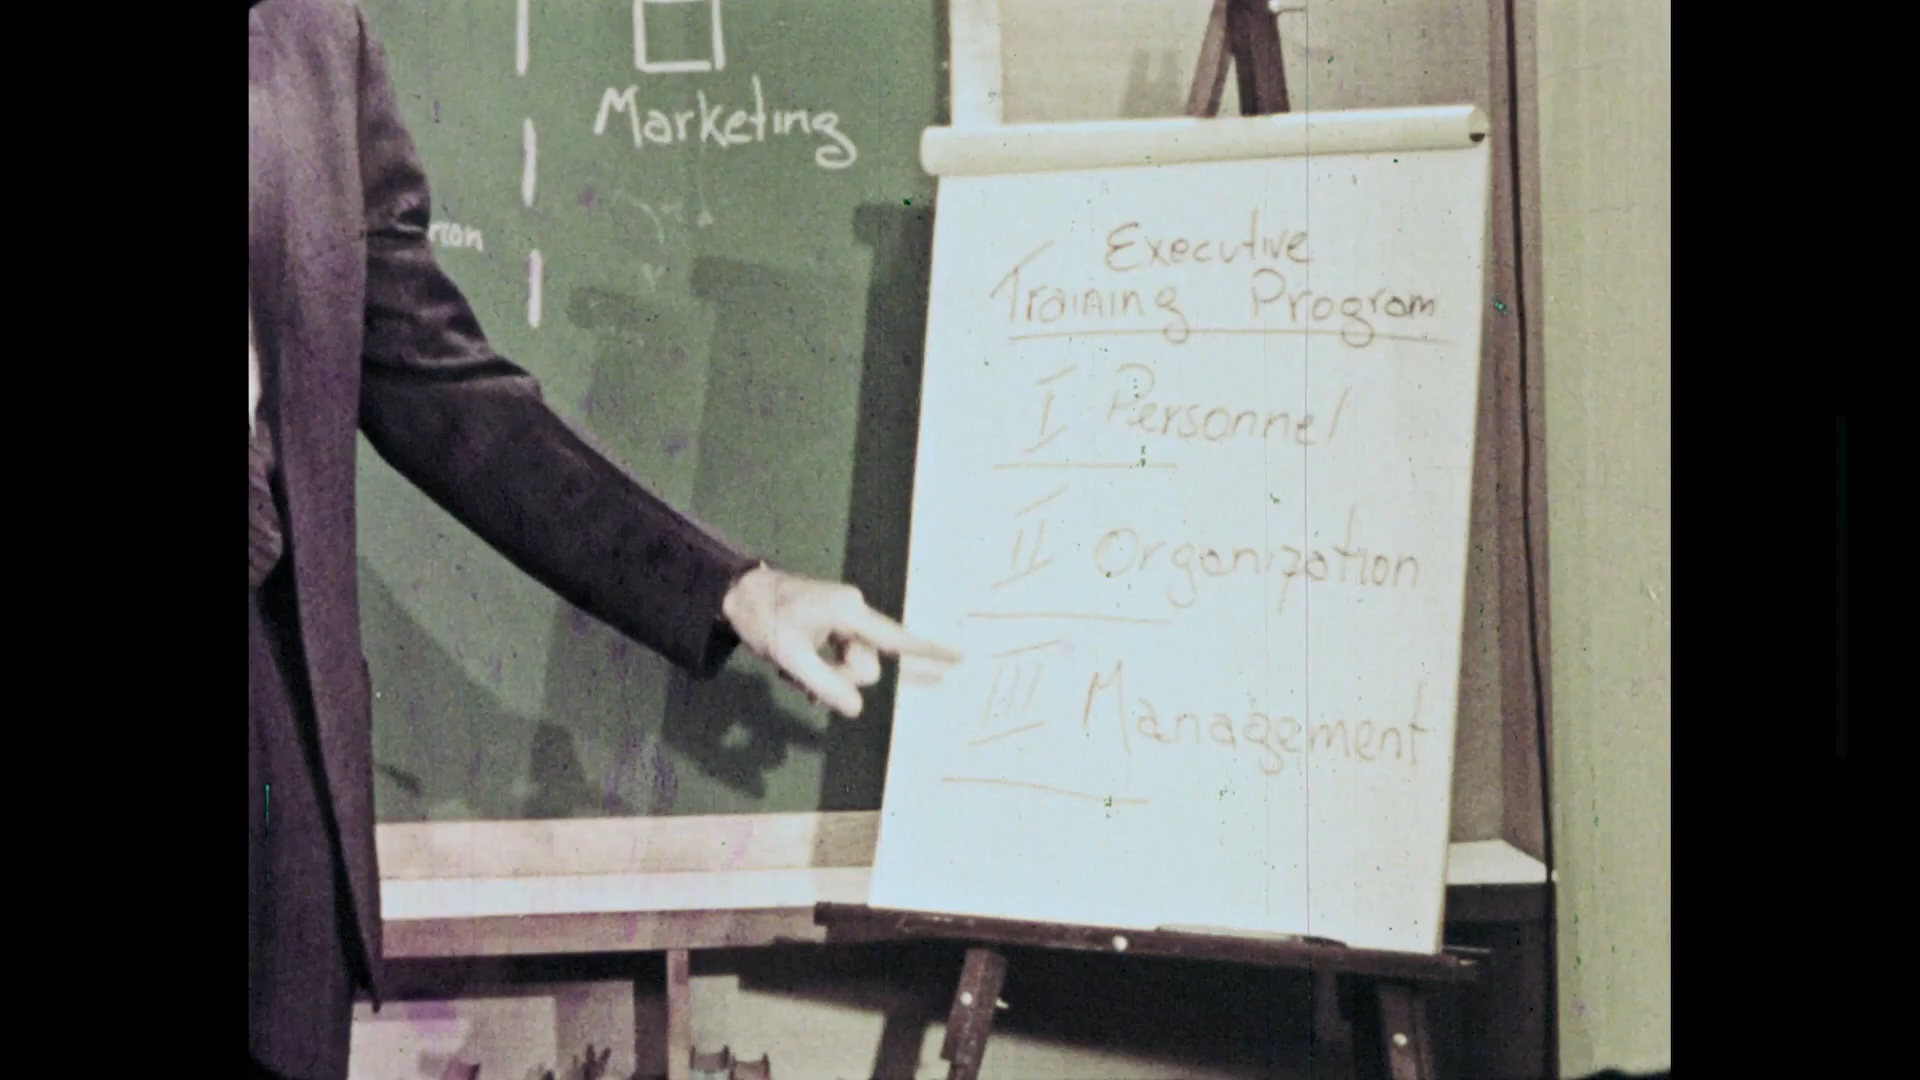 Marketing
Executive
Training Program
I Personnel
II Organization
III Management